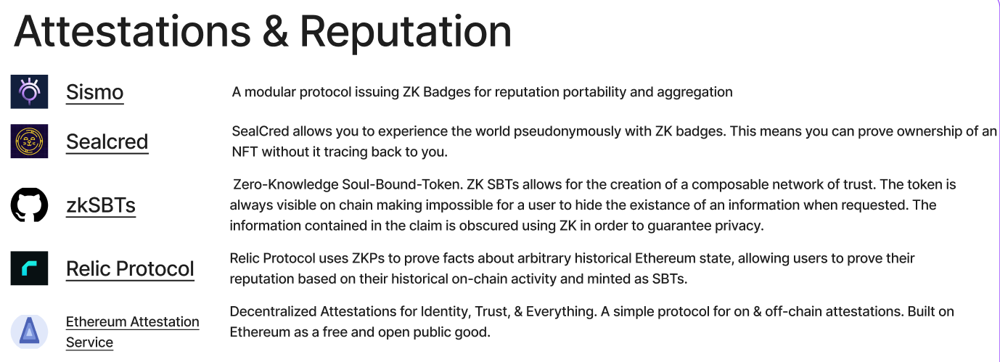 Attestations & Reputation
Sismo
A modular protocol issuing ZK Badges for reputation portability and aggregation
Sealcred
SealCred allows you to experience the world pseudonymously with ZK badges. This means you can prove ownership of an
NFT without it tracing back to you.
zkSBTs
Zero-Knowledge Soul-Bound-Token. ZK SBTs allows for the creation of a composable network of trust. The token is
always visible on chain making impossible for a user to hide the existance of an information when requested. The
information contained in the claim is obscured using ZK in order to guarantee privacy.
Relic Protocol
Relic Protocol uses ZKPs to prove facts about arbitrary historical Ethereum state, allowing users to prove their
reputation based on their historical on-chain activity and minted as SBTs.
Ethereum Attestation
Service
Decentralized Attestations for Identity, Trust, & Everything. A simple protocol for on & off-chain attestations. Built on
Ethereum as a free and open public good.